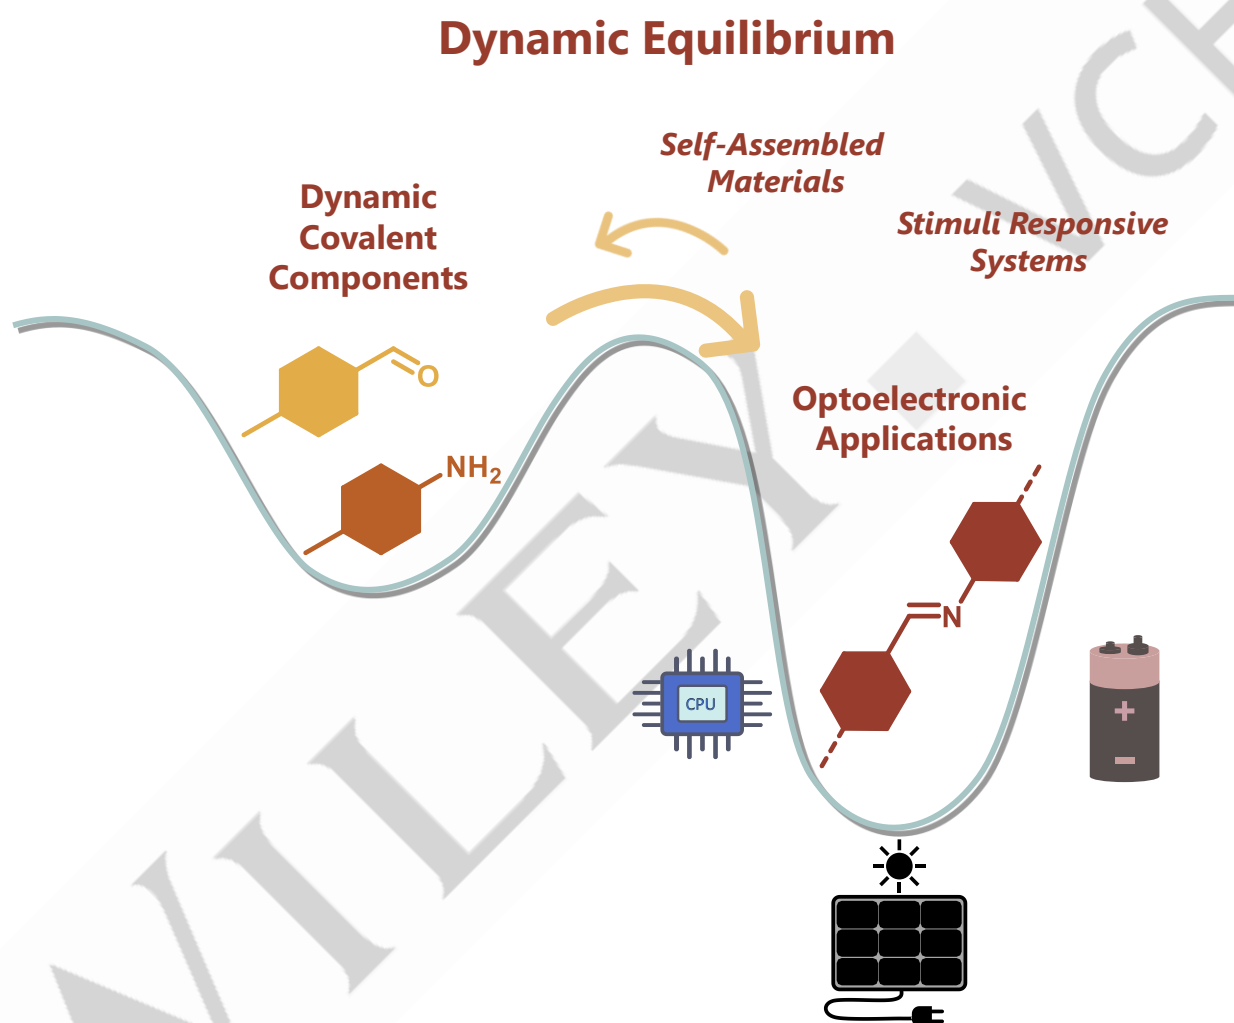 Dynamic Equilibrium
Self-Assembled
Materials
Dynamic
Covalent
Components
Stimuli Responsive
Systems
O
NH2
Optoelectronic
Applications
N
CPU
+
-
WILEY.VCH